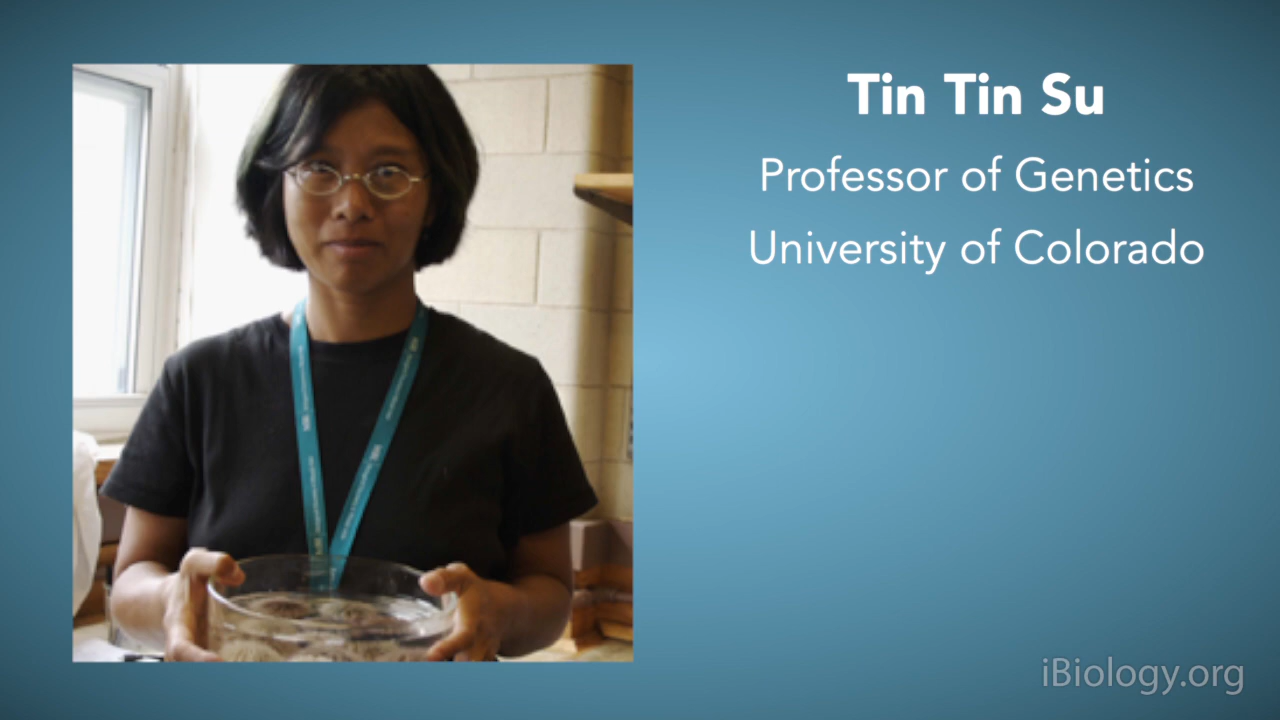 Tin Tin Su
Professor of Genetics
University of Colorado
iBiology.org